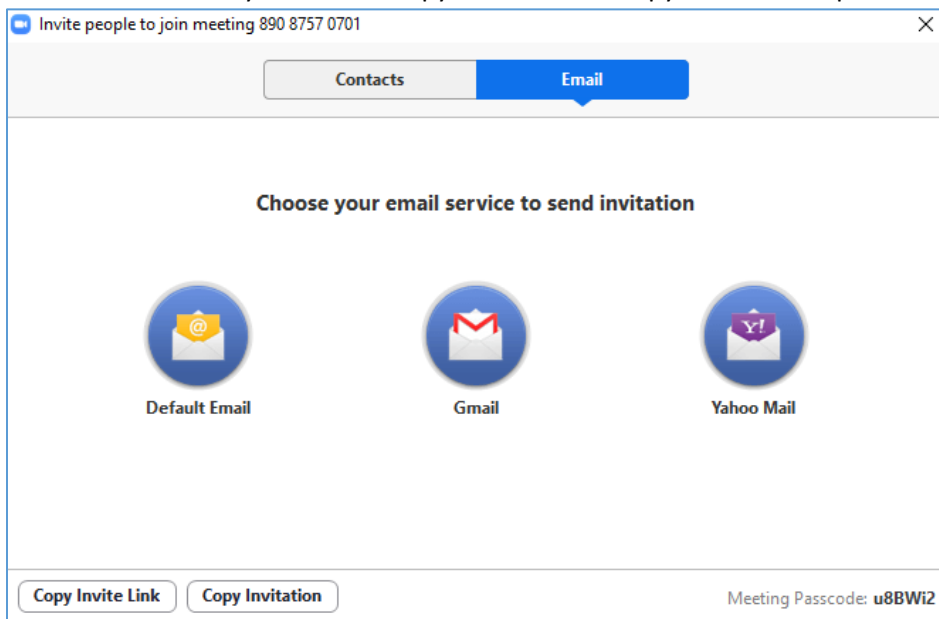 Invite people to join meeting 890 8757 0701
Contacts Email
Choose your email service to send invitation
@ Y!
Default Email Gmail Yahoo Mail
Copy Invite Link Copy Invitation Meeting Passcode: u8BWi2